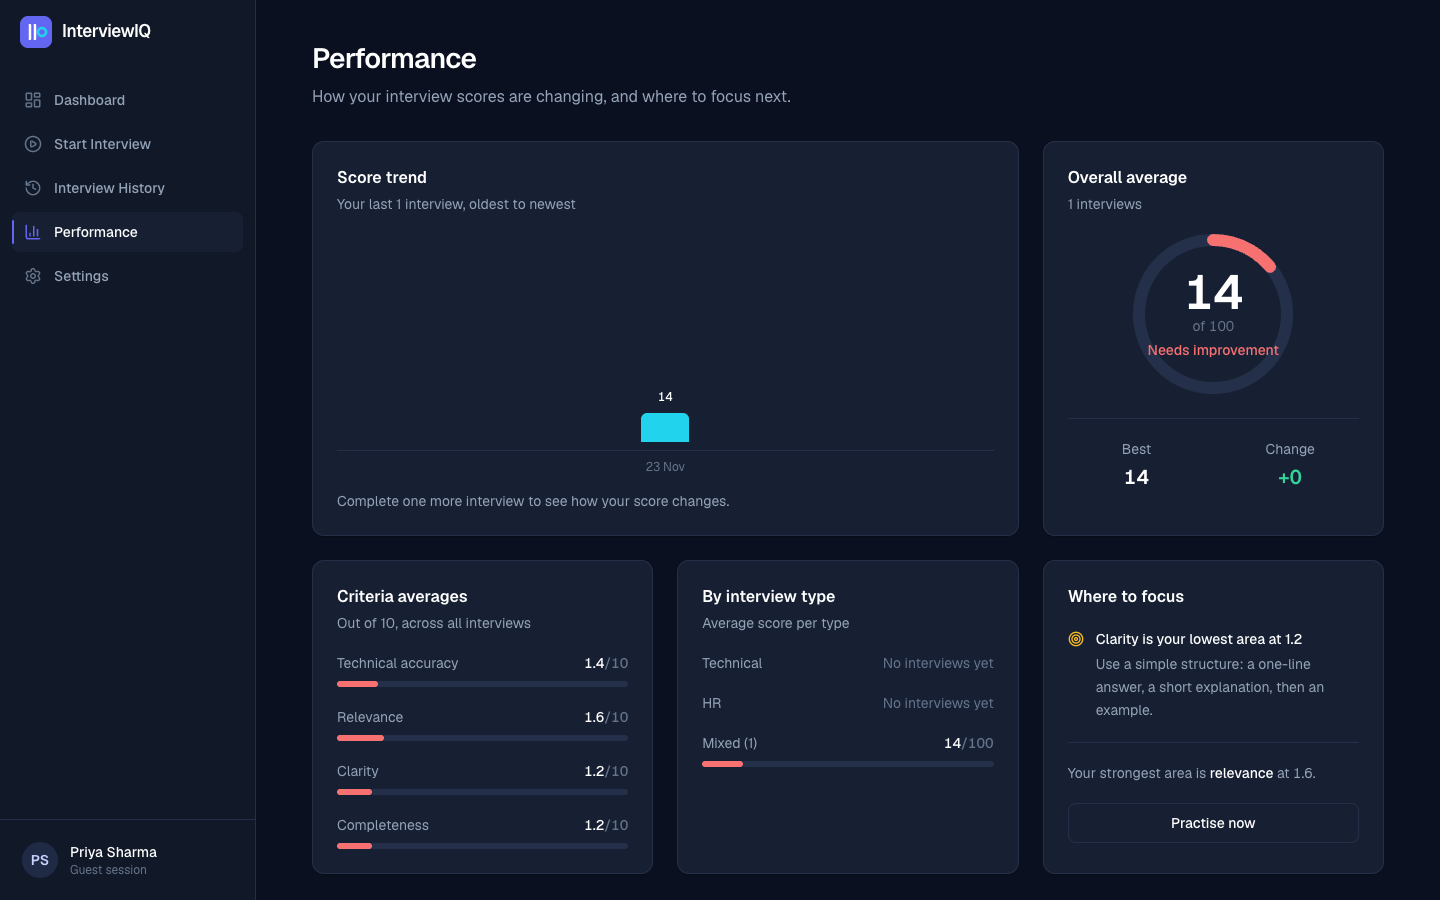 InterviewIQ
Dashboard
Start Interview
Interview History
Performance
Settings
PS
Priya Sharma
Guest session
Performance
How your interview scores are changing, and where to focus next.
Score trend
Your last 1 interview, oldest to newest
14
23 Nov
Complete one more interview to see how your score changes.
Overall average
1 interviews
14
of 100
Needs improvement
Best
14
Change
+0
Criteria averages
Out of 10, across all interviews
Technical accuracy 1.4/10
Relevance 1.6/10
Clarity 1.2/10
Completeness 1.2/10
By interview type
Average score per type
Technical No interviews yet
HR No interviews yet
Mixed (1) 14/100
Where to focus
Clarity is your lowest area at 1.2
Use a simple structure: a one-line
answer, a short explanation, then an
example.
Your strongest area is relevance at 1.6.
Practise now